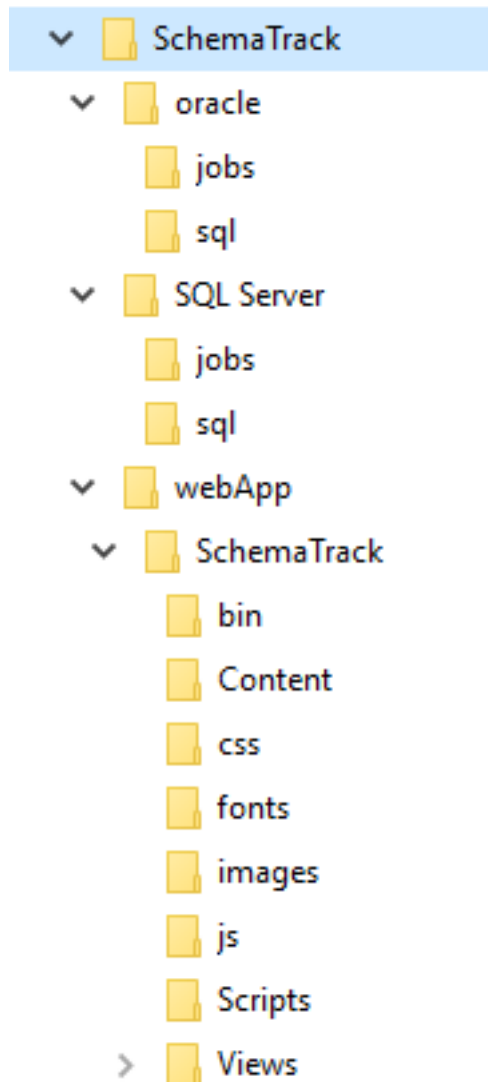 SchemaTrack
oracle
jobs
sql
SQL Server
jobs
sql
webApp
SchemaTrack
bin
Content
css
fonts
images
js
Scripts
Views